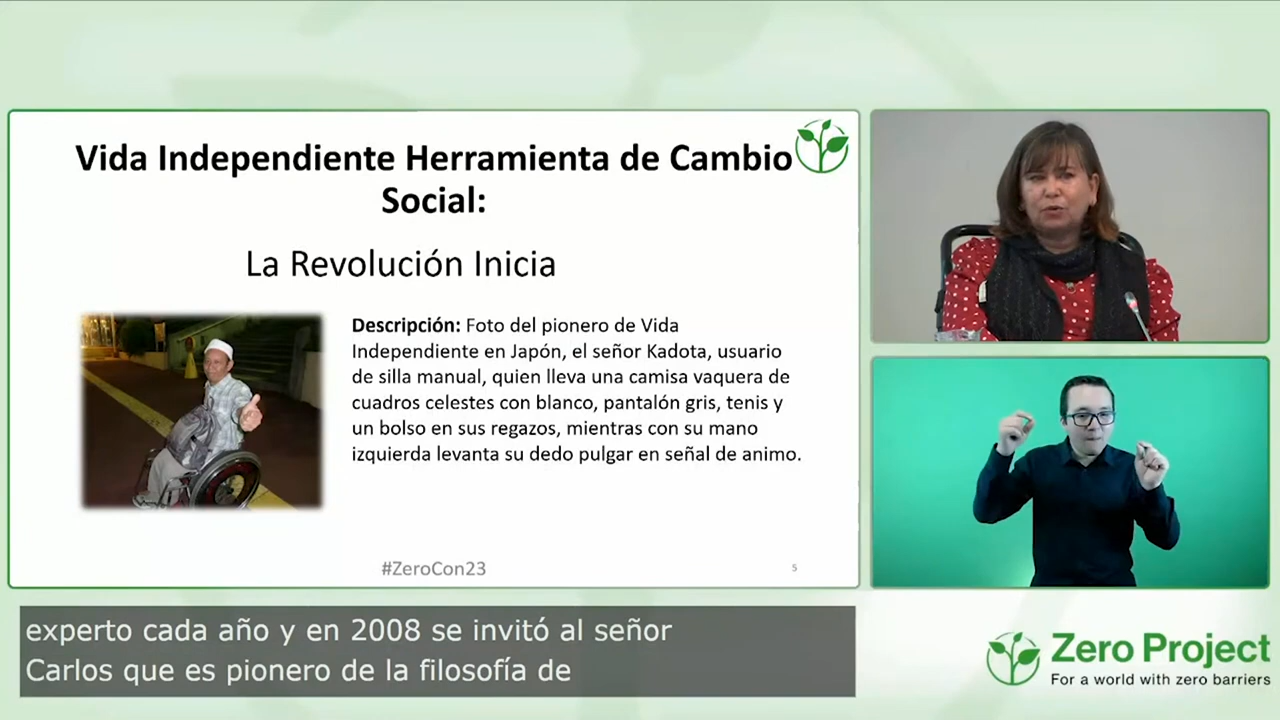 Vida Independiente Herramienta de Cambio
Social:
La Revolución Inicia
Descripción: Foto del pionero de Vida
Independiente en Japón, el señor Kadota, usuario
de silla manual, quien lleva una camisa vaquera de
cuadros celestes con blanco, pantalón gris, tenis y
un bolso en sus regazos, mientras con su mano
izquierda levanta su dedo pulgar en señal de animo.
#ZeroCon23
5
experto cada año y en 2008 se invitó al señor
Carlos que es pionero de la filosofía de
Zero Project
For a world with zero barriers